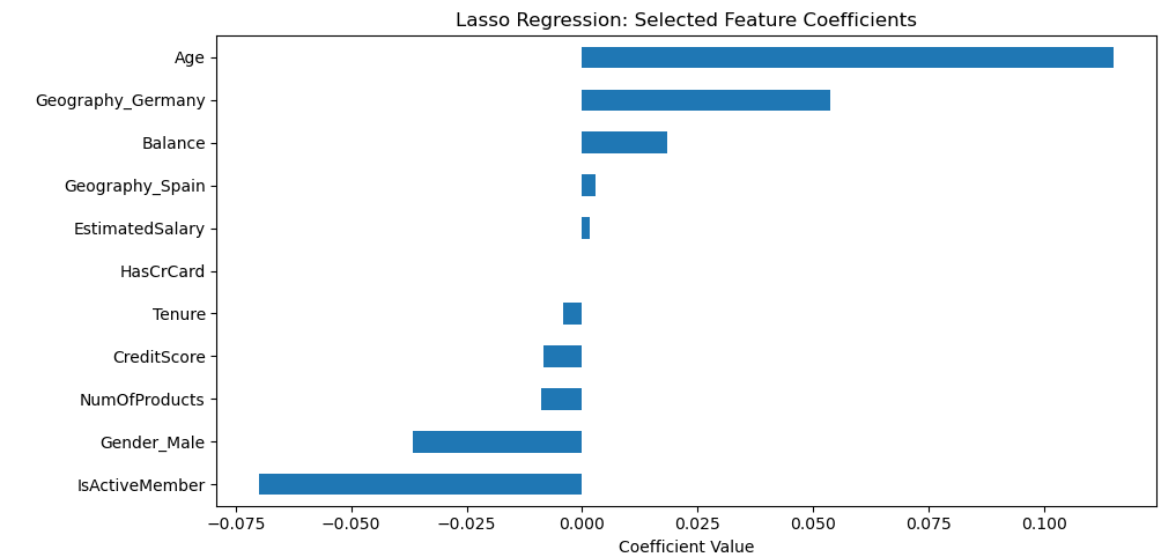 Lasso Regression: Selected Feature Coefficients
Age
Geography_Germany
Balance
Geography_Spain
EstimatedSalary
HasCrCard
Tenure
CreditScore
NumOfProducts
Gender_Male
IsActiveMember
−0.075 −0.050 −0.025 0.000 0.025 0.050 0.075 0.100
Coefficient Value